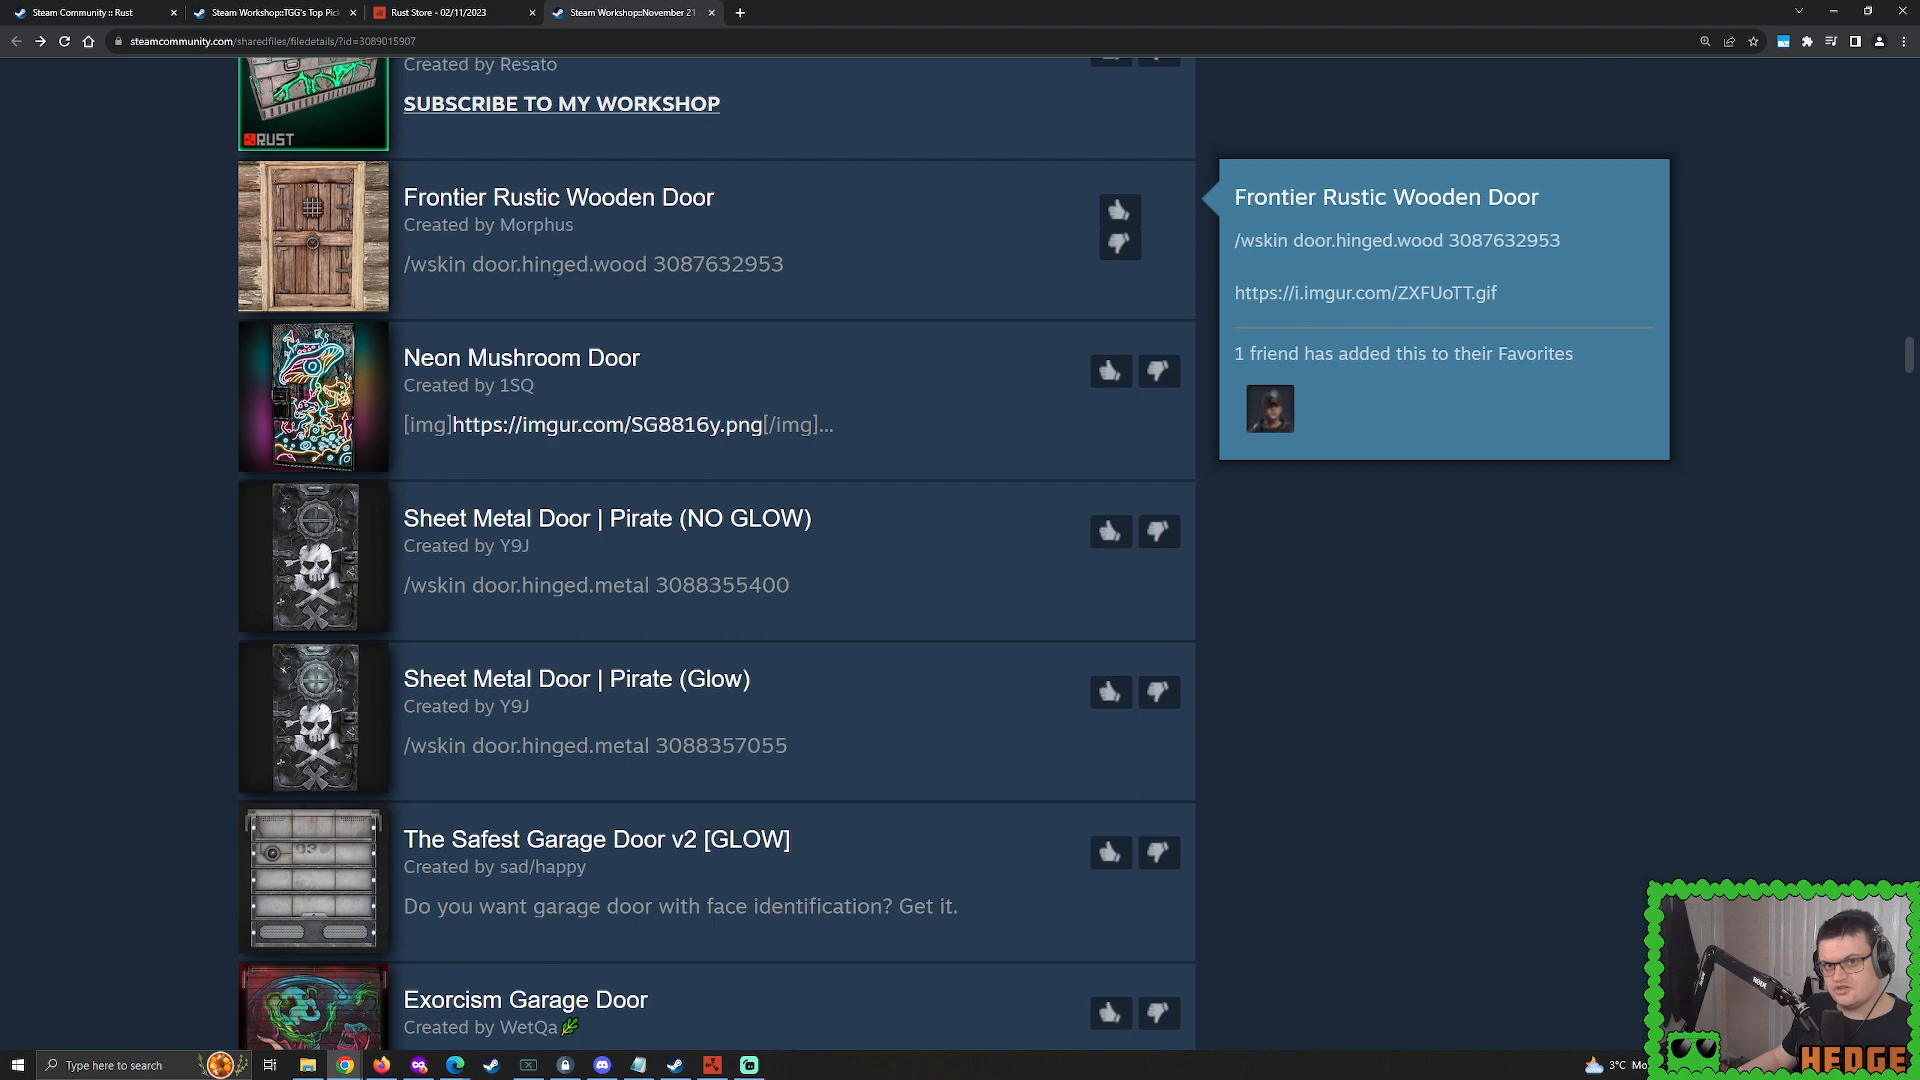 Steam Community :: Rust
Steam Workshop::TGG's Top Pic
Rust Store - 02/11/2023
Steam Workshop::November 21
steamcommunity.com/sharedfiles/filedetails/?id=3089015907
Created by Resato
SUBSCRIBE TO MY WORKSHOP
RUST
Frontier Rustic Wooden Door
Created by Morphus
/wskin door.hinged.wood 3087632953
Frontier Rustic Wooden Door
/wskin door.hinged.wood 3087632953
https://i.imgur.com/ZXFUoTT.gif
1 friend has added this to their Favorites
Neon Mushroom Door
Created by 1SQ
[img]https://imgur.com/SG8816y.png[/img]...
Sheet Metal Door | Pirate (NO GLOW)
Created by Y9J
/wskin door.hinged.metal 3088355400
Sheet Metal Door | Pirate (Glow)
Created by Y9J
/wskin door.hinged.metal 3088357055
The Safest Garage Door v2 [GLOW]
Created by sad/happy
Do you want garage door with face identification? Get it.
Exorcism Garage Door
Created by WetQa
Type here to search
3°C Mo
HEDGE